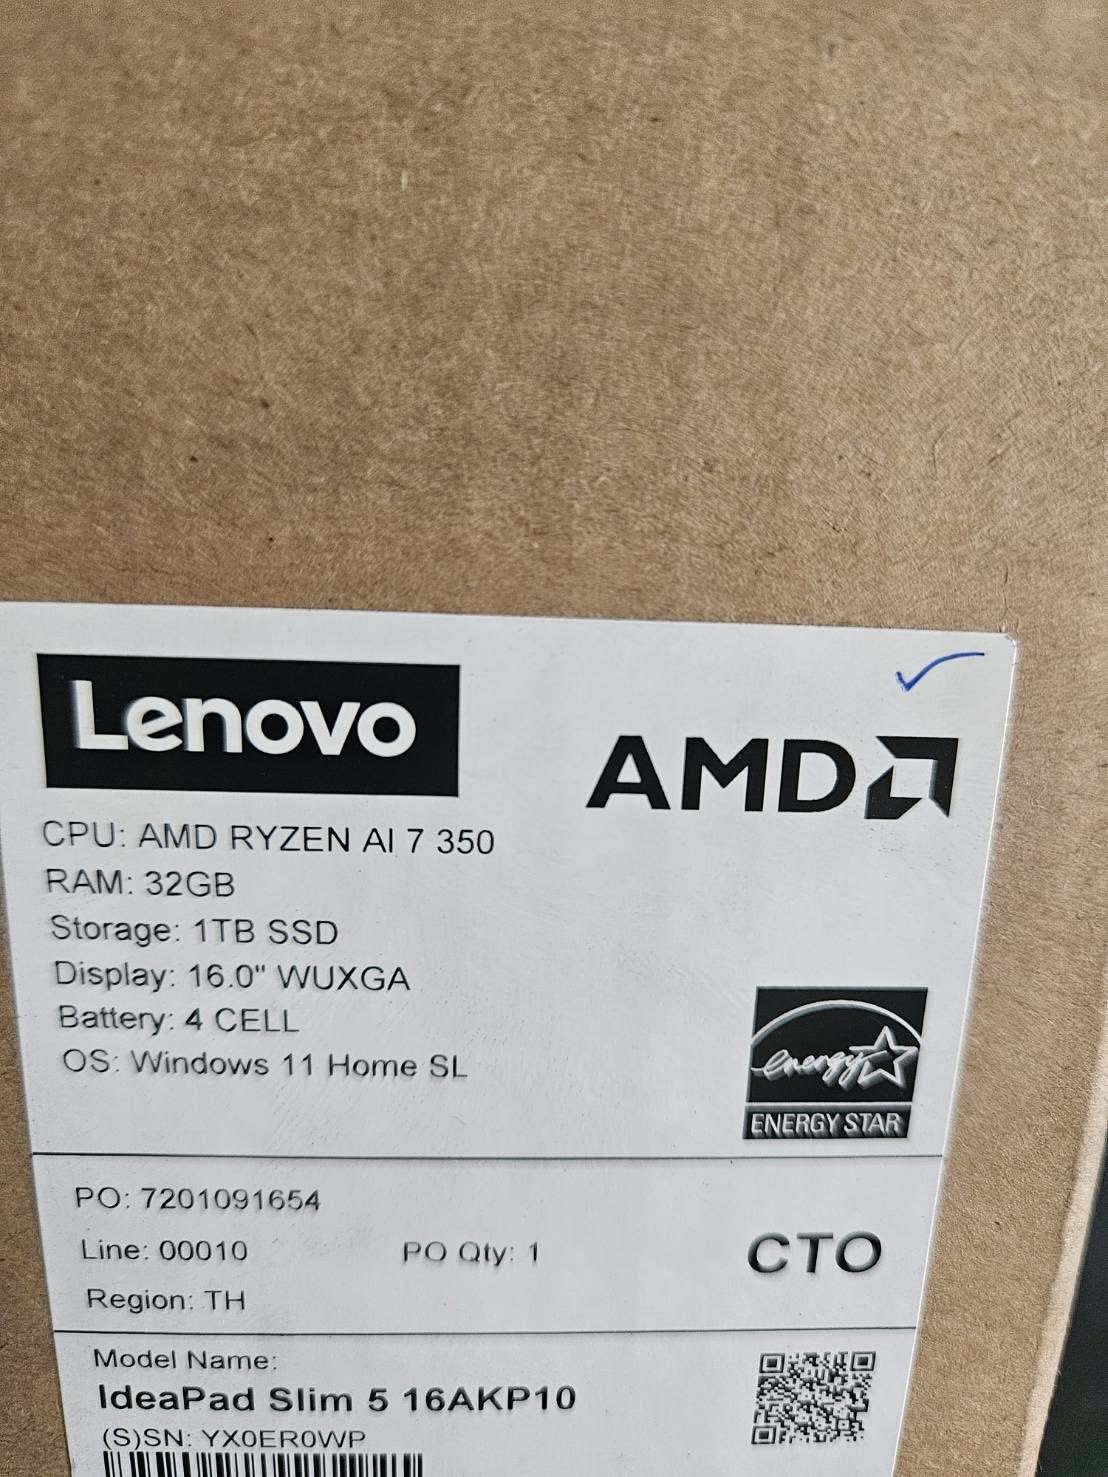 Lenovo
AMD
CPU: AMD RYZEN AI 7 350
RAM: 32GB
Storage: 1TB SSD
Display: 16.0" WUXGA
Battery: 4 CELL
OS: Windows 11 Home SL
energy
ENERGY STAR
PO: 7201091654
Line: 00010 PO Qty: 1
CTO
Region: TH
Model Name:
IdeaPad Slim 5 16AKP10
(S)SN: YX0ER0WP